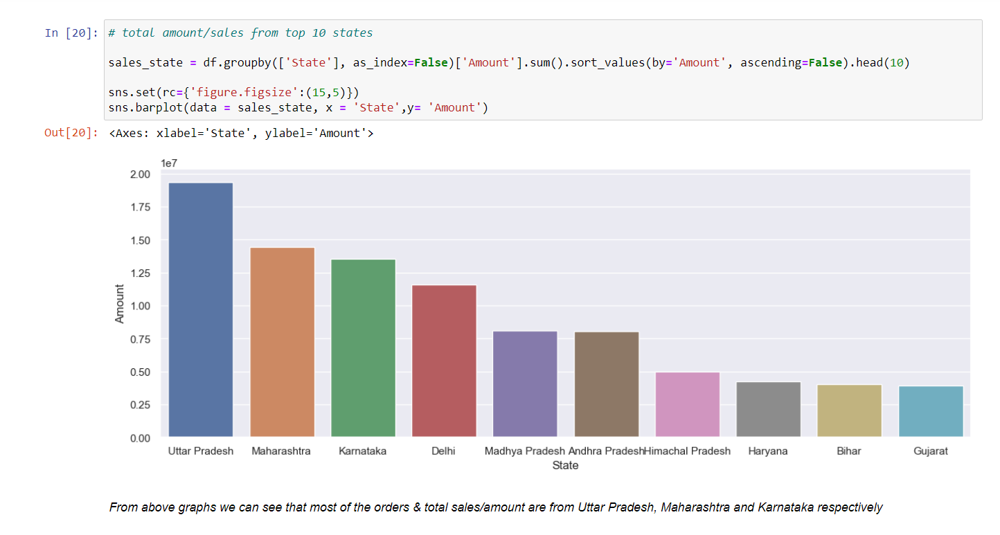 In [20]: # total amount/sales from top 10 states
sales_state = df.groupby(['State'], as_index=False)['Amount'].sum().sort_values(by='Amount', ascending=False).head(10)
sns.set(rc={'figure.figsize':(15,5)})
sns.barplot(data = sales_state, x = 'State',y= 'Amount')
Out[20]: <Axes: xlabel='State', ylabel='Amount'>
1e7
2.00
1.75
1.50
1.25
1.00
0.75
0.50
0.25
0.00
Amount
Uttar Pradesh Maharashtra Karnataka Delhi Madhya Pradesh Andhra Pradesh Himachal Pradesh Haryana Bihar Gujarat
State
From above graphs we can see that most of the orders & total sales/amount are from Uttar Pradesh, Maharashtra and Karnataka respectively